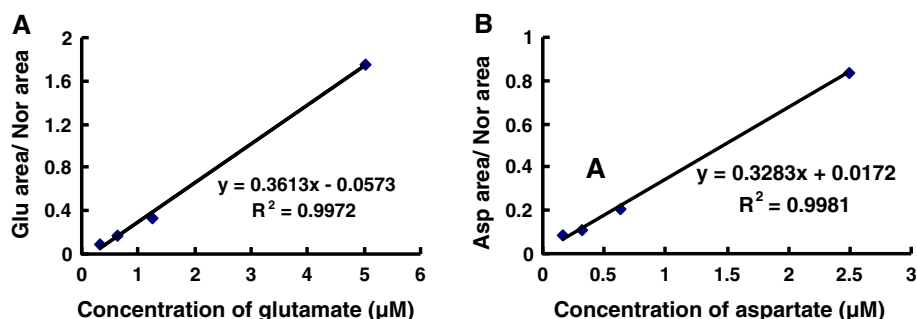 A
Glu area/ Nor area
2
1.6
1.2
0.8
0.4
0
y = 0.3613x - 0.0573
R² = 0.9972
0 1 2 3 4 5 6
Concentration of glutamate (µM)
B
Asp area/ Nor area
1
0.8
0.6
0.4
0.2
0
A
y = 0.3283x + 0.0172
R² = 0.9981
0 0.5 1 1.5 2 2.5 3
Concentration of aspartate (µM)